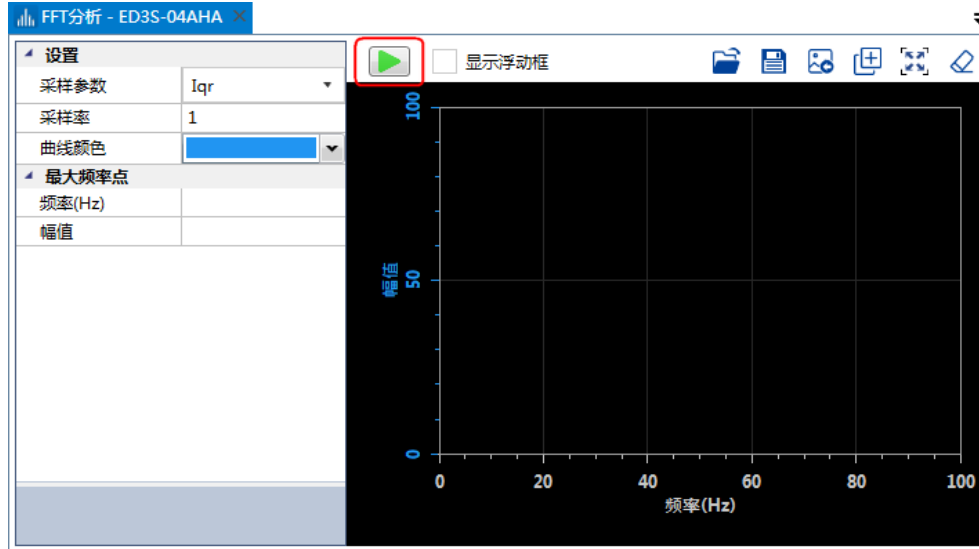 FFT分析 - ED3S-04AHA
设置
采样参数 Iqr
采样率 1
曲线颜色
最大频率点
频率(Hz)
幅值
显示浮动框
100
50
0
幅值
0 20 40 60 80 100
频率(Hz)